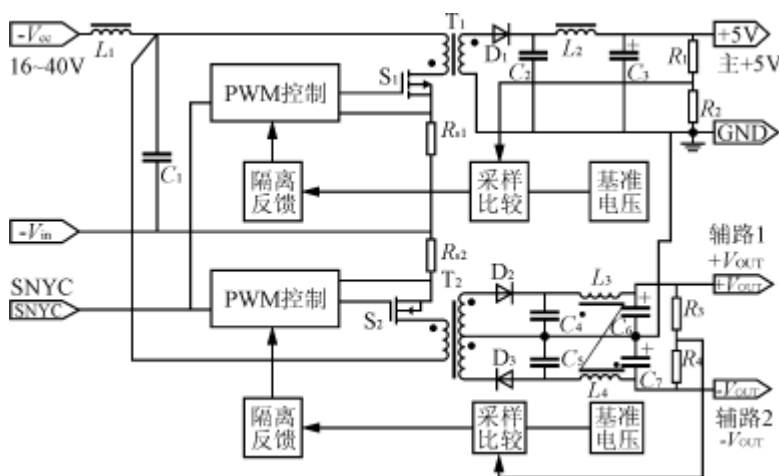 -Vcc
L1
16~40V
C1
-Vin
SNYC
SNYC
PWM控制
隔离
反馈
S1
Rs1
T1
D1
C2
L2
C3
R1
R2
+5V
主+5V
GND
采样
比较
基准
电压
Rs2
PWM控制
S2
T2
D2
D3
L3
C4
C5
C6
C7
L4
R3
R4
辅路1
+VOUT
+VOUT
-VOUT
辅路2
-VOUT
隔离
反馈
采样
比较
基准
电压